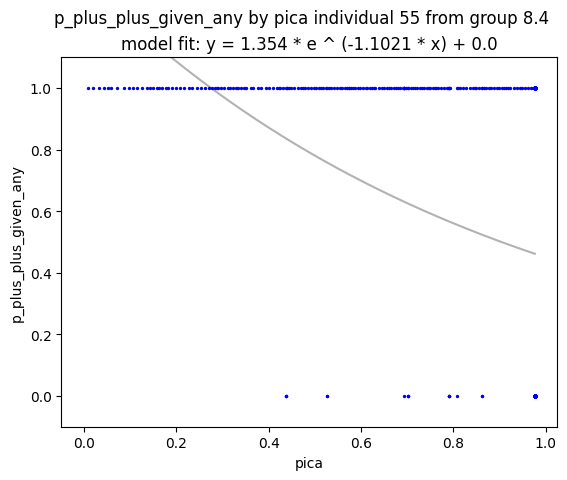 p_plus_plus_given_any by pica individual 55 from group 8.4
model fit: y = 1.354 * e ^ (-1.1021 * x) + 0.0
1.0
0.8
0.6
0.4
0.2
0.0
p_plus_plus_given_any
0.0 0.2 0.4 0.6 0.8 1.0
pica